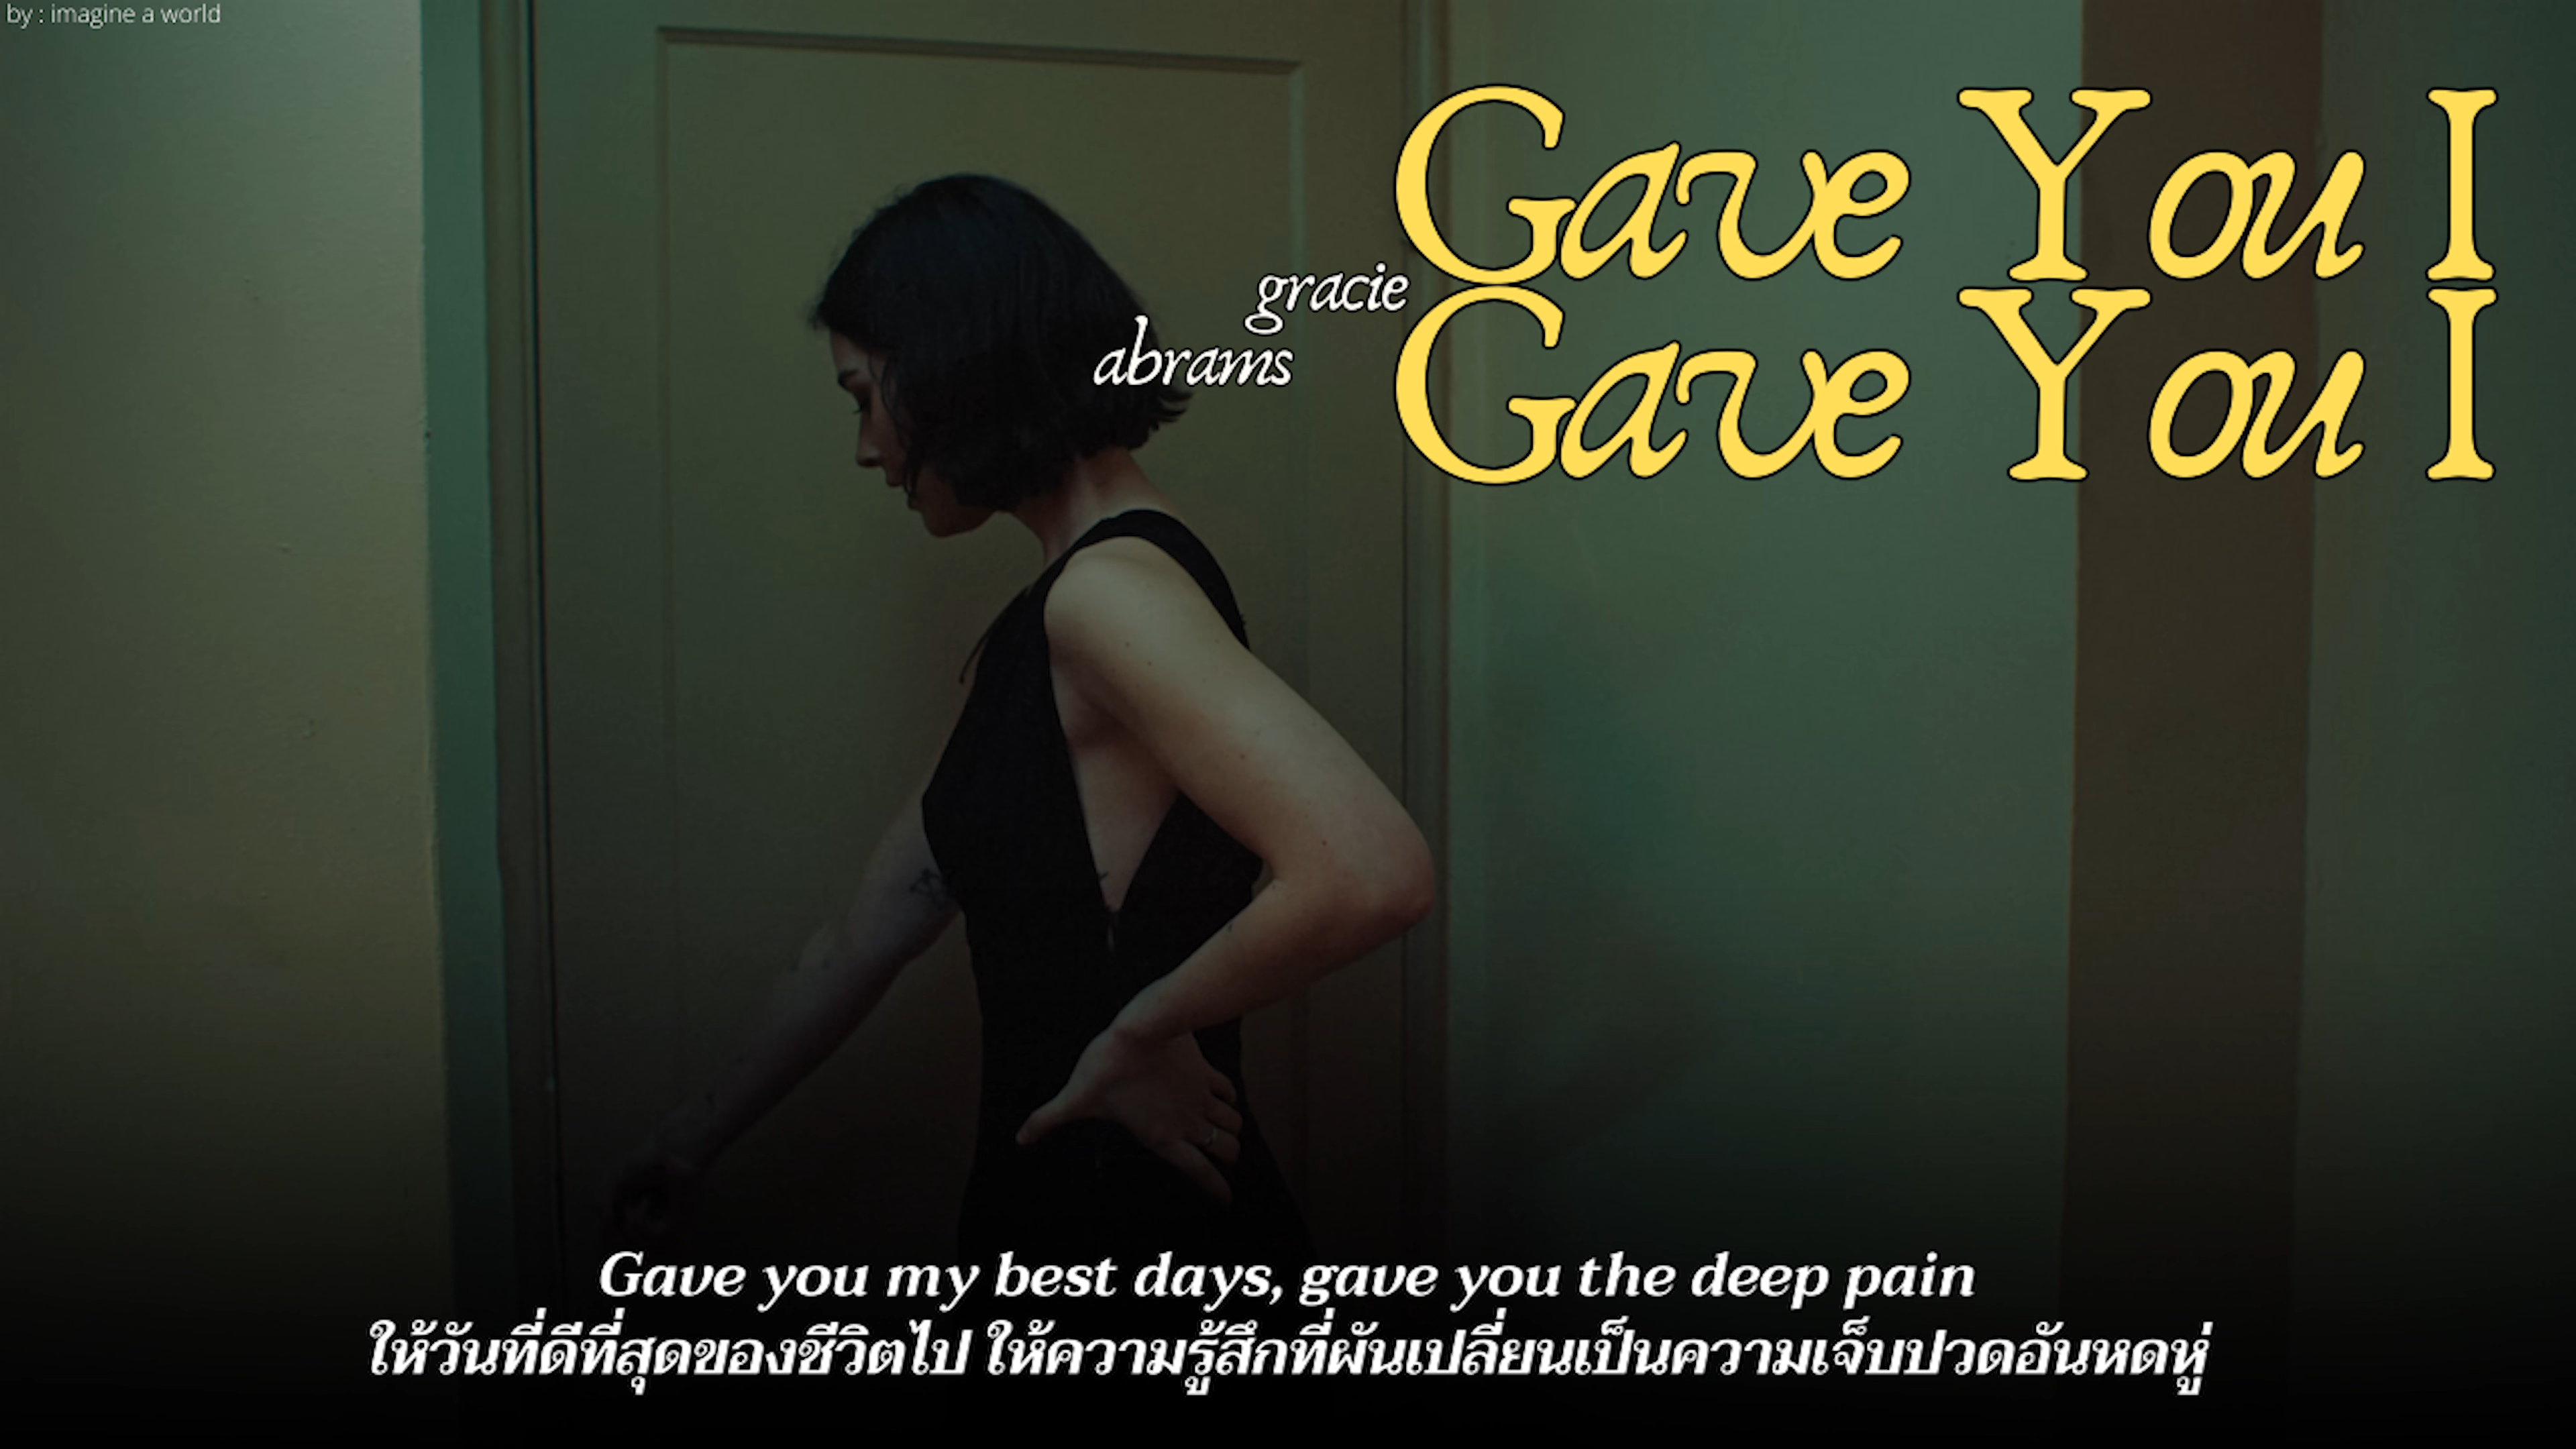 by : imagine a world
Gave You I
gracie
abrams
Gave You I
Gave you my best days, gave you the deep pain
ให้วันที่ดีที่สุดของชีวิตไป ให้ความรู้สึกที่ผันเปลี่ยนเป็นความเจ็บปวดอันหดหู่